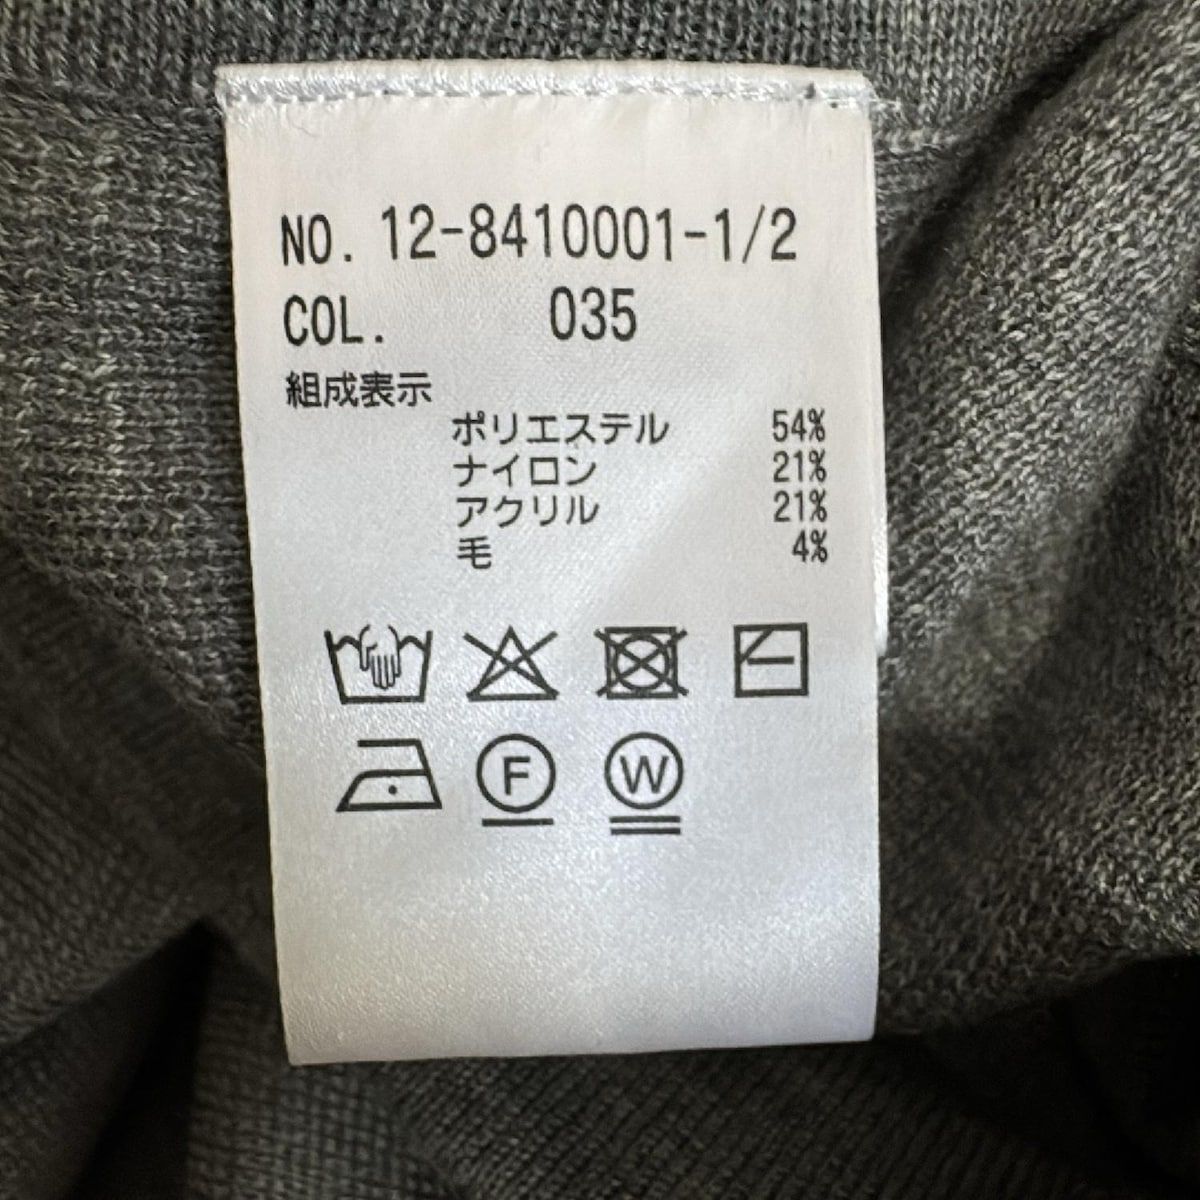 NO. 12-8410001-1/2
COL. 035
組成表示
ポリエステル 54%
ナイロン 21%
アクリル 21%
毛 4%
F W